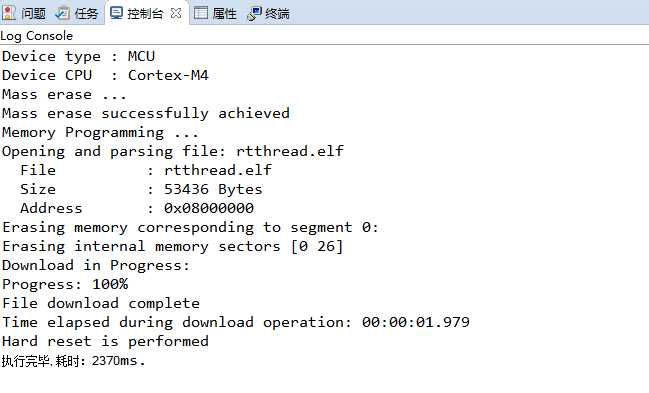 问题 任务 控制台 属性 终端
Log Console
Device type : MCU
Device CPU  : Cortex-M4
Mass erase ...
Mass erase successfully achieved
Memory Programming ...
Opening and parsing file: rtthread.elf
  File          : rtthread.elf
  Size          : 53436 Bytes
  Address       : 0x08000000
Erasing memory corresponding to segment 0:
Erasing internal memory sectors [0 26]
Download in Progress:
Progress: 100%
File download complete
Time elapsed during download operation: 00:00:01.979
Hard reset is performed
执行完毕, 耗时：2370ms.